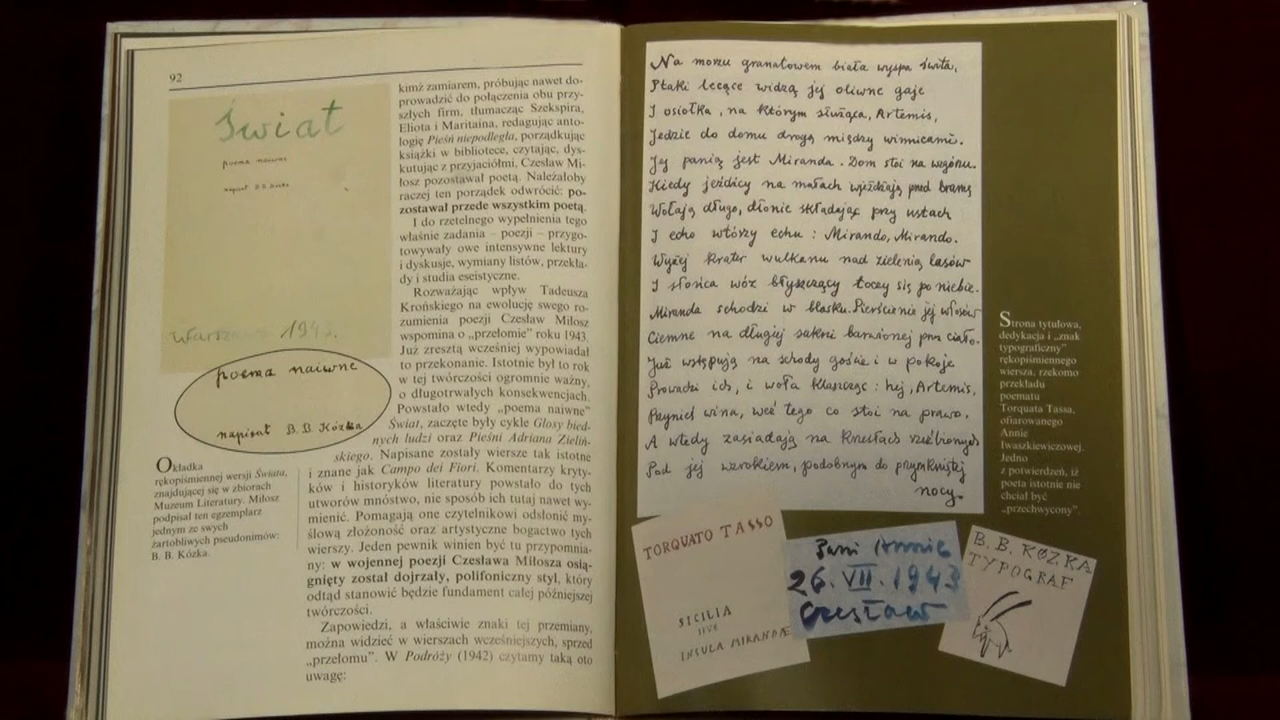 92
Świat
poema naiwne
napisał B.B. Kózka
Warszawa 1943.
poema naiwne
napisał B. B. Kózka
Okładka
rękopiśmiennej wersji Świata,
znajdującej się w zbiorach
Muzeum Literatury. Miłosz
podpisał ten egzemplarz
jednym ze swych
żartobliwych pseudonimów:
B. B. Kózka.
kimż zamiarem, próbując nawet do-
prowadzić do połączenia obu przy-
szłych firm, tłumacząc Szekspira,
Eliota i Maritaina, redagując anto-
logię Pieśń niepodległa, porządkując
książki w bibliotece, czytając, dys-
kutując z przyjaciółmi, Czesław Mi-
łosz pozostawał poetą. Należałoby
raczej ten porządek odwrócić: po-
zostawał przede wszystkim poetą.
I do rzetelnego wypełnienia tego
właśnie zadania – poezji – przygo-
towywały owe intensywne lektury
i dyskusje, wymiany listów, przekła-
dy i studia eseistyczne.
Rozważając wpływ Tadeusza
Krońskiego na ewolucję swego ro-
zumienia poezji Czesław Miłosz
wspomina o „przełomie” roku 1943.
Już zresztą wcześniej wypowiadał
to przekonanie. Istotnie był to rok
w tej twórczości ogromnie ważny,
o długotrwałych konsekwencjach.
Powstało wtedy „poema naiwne”
Świat, zaczęte były cykle Głosy bied-
nych ludzi oraz Pieśni Adriana Zieliń-
skiego. Napisane zostały wiersze tak istotne
i znane jak Campo dei Fiori. Komentarzy kryty-
ków i historyków literatury powstało do tych
utworów mnóstwo, nie sposób ich tutaj nawet wy-
mienić. Pomagają one czytelnikowi odsłonić my-
ślową złożoność oraz artystyczne bogactwo tych
wierszy. Jeden pewnik winien być tu przypomnia-
ny: w wojennej poezji Czesława Miłosza osią-
gnięty został dojrzały, polifoniczny styl, który
odtąd stanowić będzie fundament całej późniejszej
twórczości.
Zapowiedzi, a właściwie znaki tej przemiany,
można widzieć w wierszach wcześniejszych, sprzed
„przełomu”. W Podróży (1942) czytamy taką oto
uwagę:
Na morzu granatowem biała wyspa świta,
Ptaki lecące widzą jej oliwne gaje
I osiołka, na którym służąca, Artemis,
Jedzie do domu drogą między winnicami.
Jej panią jest Miranda. Dom stoi na wzgórzu.
Kiedy jeźdźcy na mułach wjeżdżają przed bramę
Wołają długo, dłonie składając przy ustach
I echo wtórzy echu: Mirando, Mirando.
Wyżej krater wulkanu nad zielenią lasów
I słońca wóz błyszczący toczy się po niebie.
Miranda schodzi w blasku. Pierścienie jej włosów
Ciemne na długiej sukni barwionej przez ciało.
Już wstępują na schody goście i w pokoje
Prowadzi ich, i woła klaszcząc: hej, Artemis,
Przynieś wina, weź tego co stoi na prawo.
A wtedy zasiadają na krzesłach rzeźbionych
Pod jej wzrokiem, podobnym do przymkniętej
nocy.
TORQUATO TASSO
SICILIA
SIVE
INSULA MIRANDAE
Pani Annie
26. VII. 1943
Czesław
B. B. KÓZKA
TYPOGRAF
Strona tytułowa,
dedykacja i „znak
typograficzny”
rękopiśmiennego
wiersza, rzekomo
przekładu
poematu
Torquata Tassa,
ofiarowanego
Annie
Iwaszkiewiczowej.
Jedno
z potwierdzeń, iż
poeta istotnie nie
chciał być
„przechwycony”.